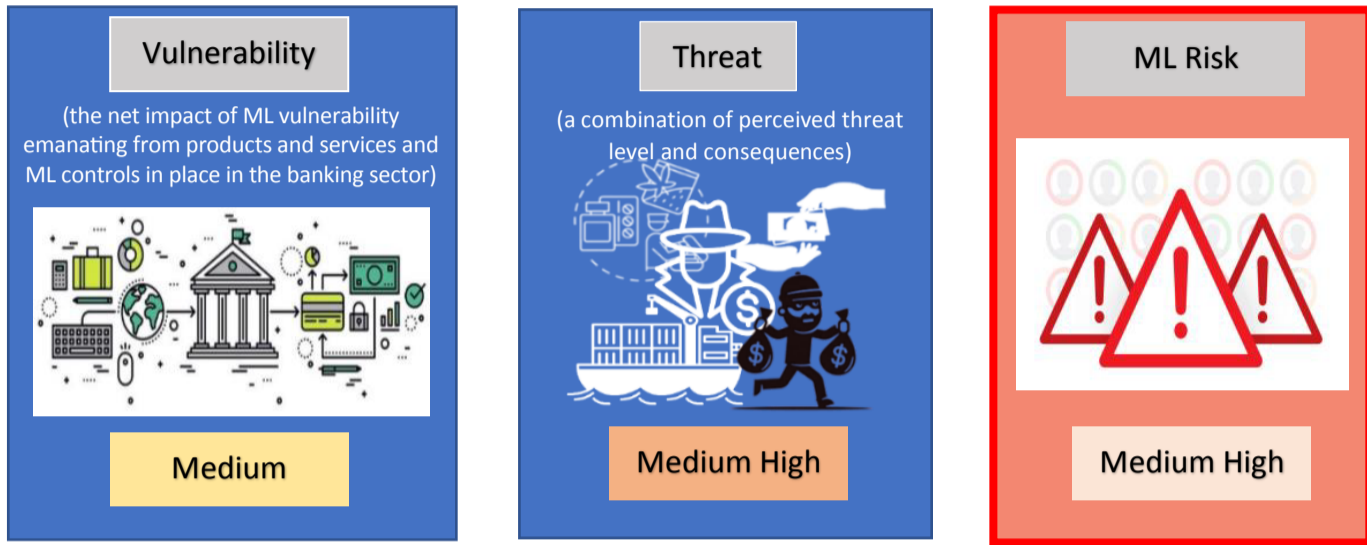 Vulnerability
(the net impact of ML vulnerability
emanating from products and services and
ML controls in place in the banking sector)
Medium
Threat
(a combination of perceived threat
level and consequences)
$
$
$
Medium High
ML Risk
! ! !
Medium High